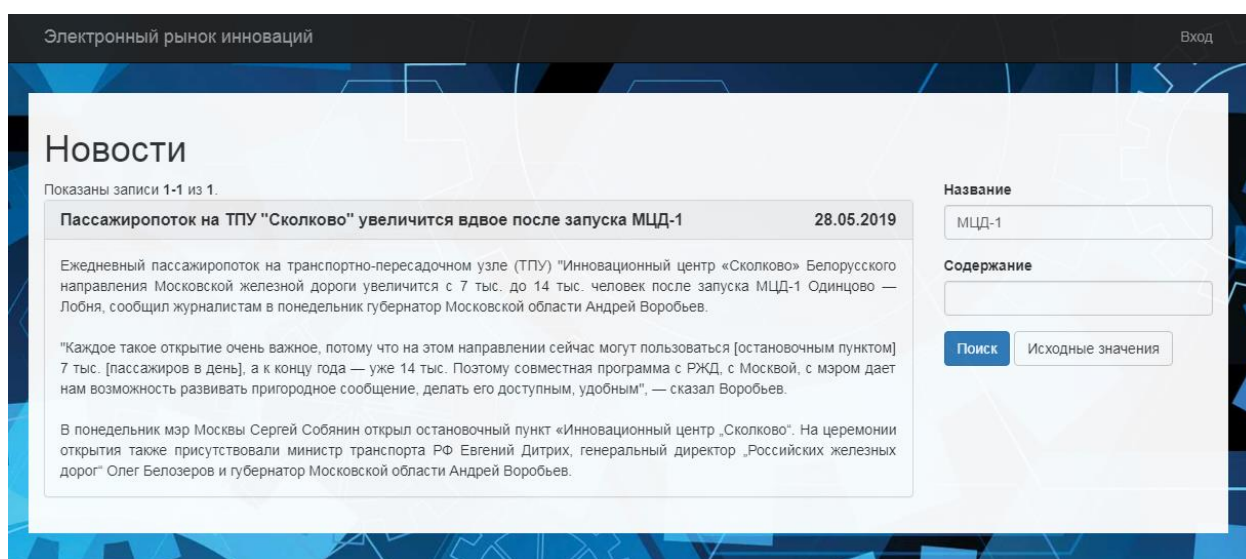 Электронный рынок инноваций
Вход
Новости
Показаны записи 1-1 из 1.
Пассажиропоток на ТПУ "Сколково" увеличится вдвое после запуска МЦД-1
28.05.2019
Ежедневный пассажиропоток на транспортно-пересадочном узле (ТПУ) "Инновационный центр «Сколково» Белорусского
направления Московской железной дороги увеличится с 7 тыс. до 14 тыс. человек после запуска МЦД-1 Одинцово —
Лобня, сообщил журналистам в понедельник губернатор Московской области Андрей Воробьев.
"Каждое такое открытие очень важное, потому что на этом направлении сейчас могут пользоваться [остановочным пунктом]
7 тыс. [пассажиров в день], а к концу года — уже 14 тыс. Поэтому совместная программа с РЖД, с Москвой, с мэром дает
нам возможность развивать пригородное сообщение, делать его доступным, удобным", — сказал Воробьев.
В понедельник мэр Москвы Сергей Собянин открыл остановочный пункт «Инновационный центр „Сколково“. На церемонии
открытия также присутствовали министр транспорта РФ Евгений Дитрих, генеральный директор „Российских железных
дорог“ Олег Белозеров и губернатор Московской области Андрей Воробьев.
Название
МЦД-1
Содержание
Поиск
Исходные значения